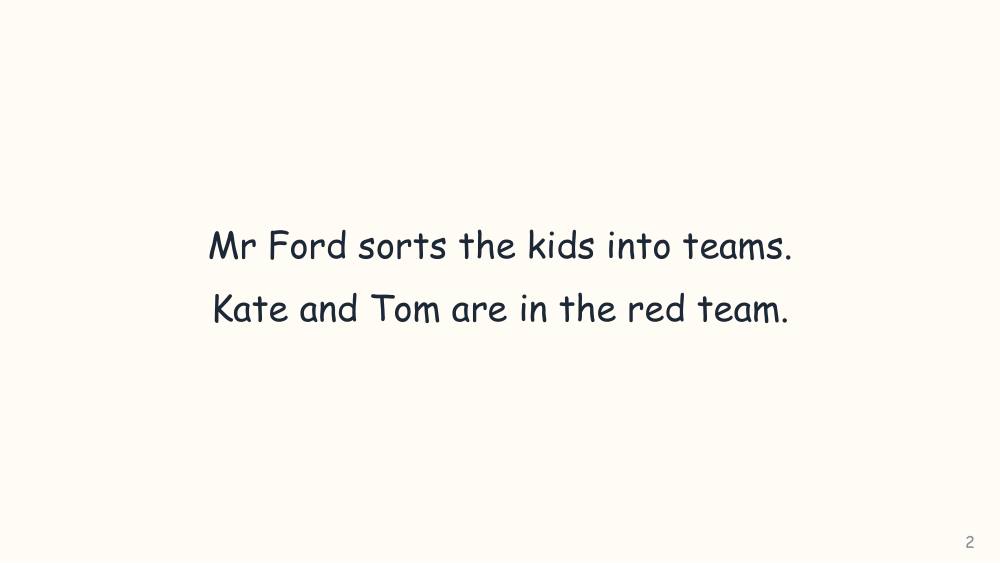 Mr Ford sorts the kids into teams.
Kate and Tom are in the red team.
2